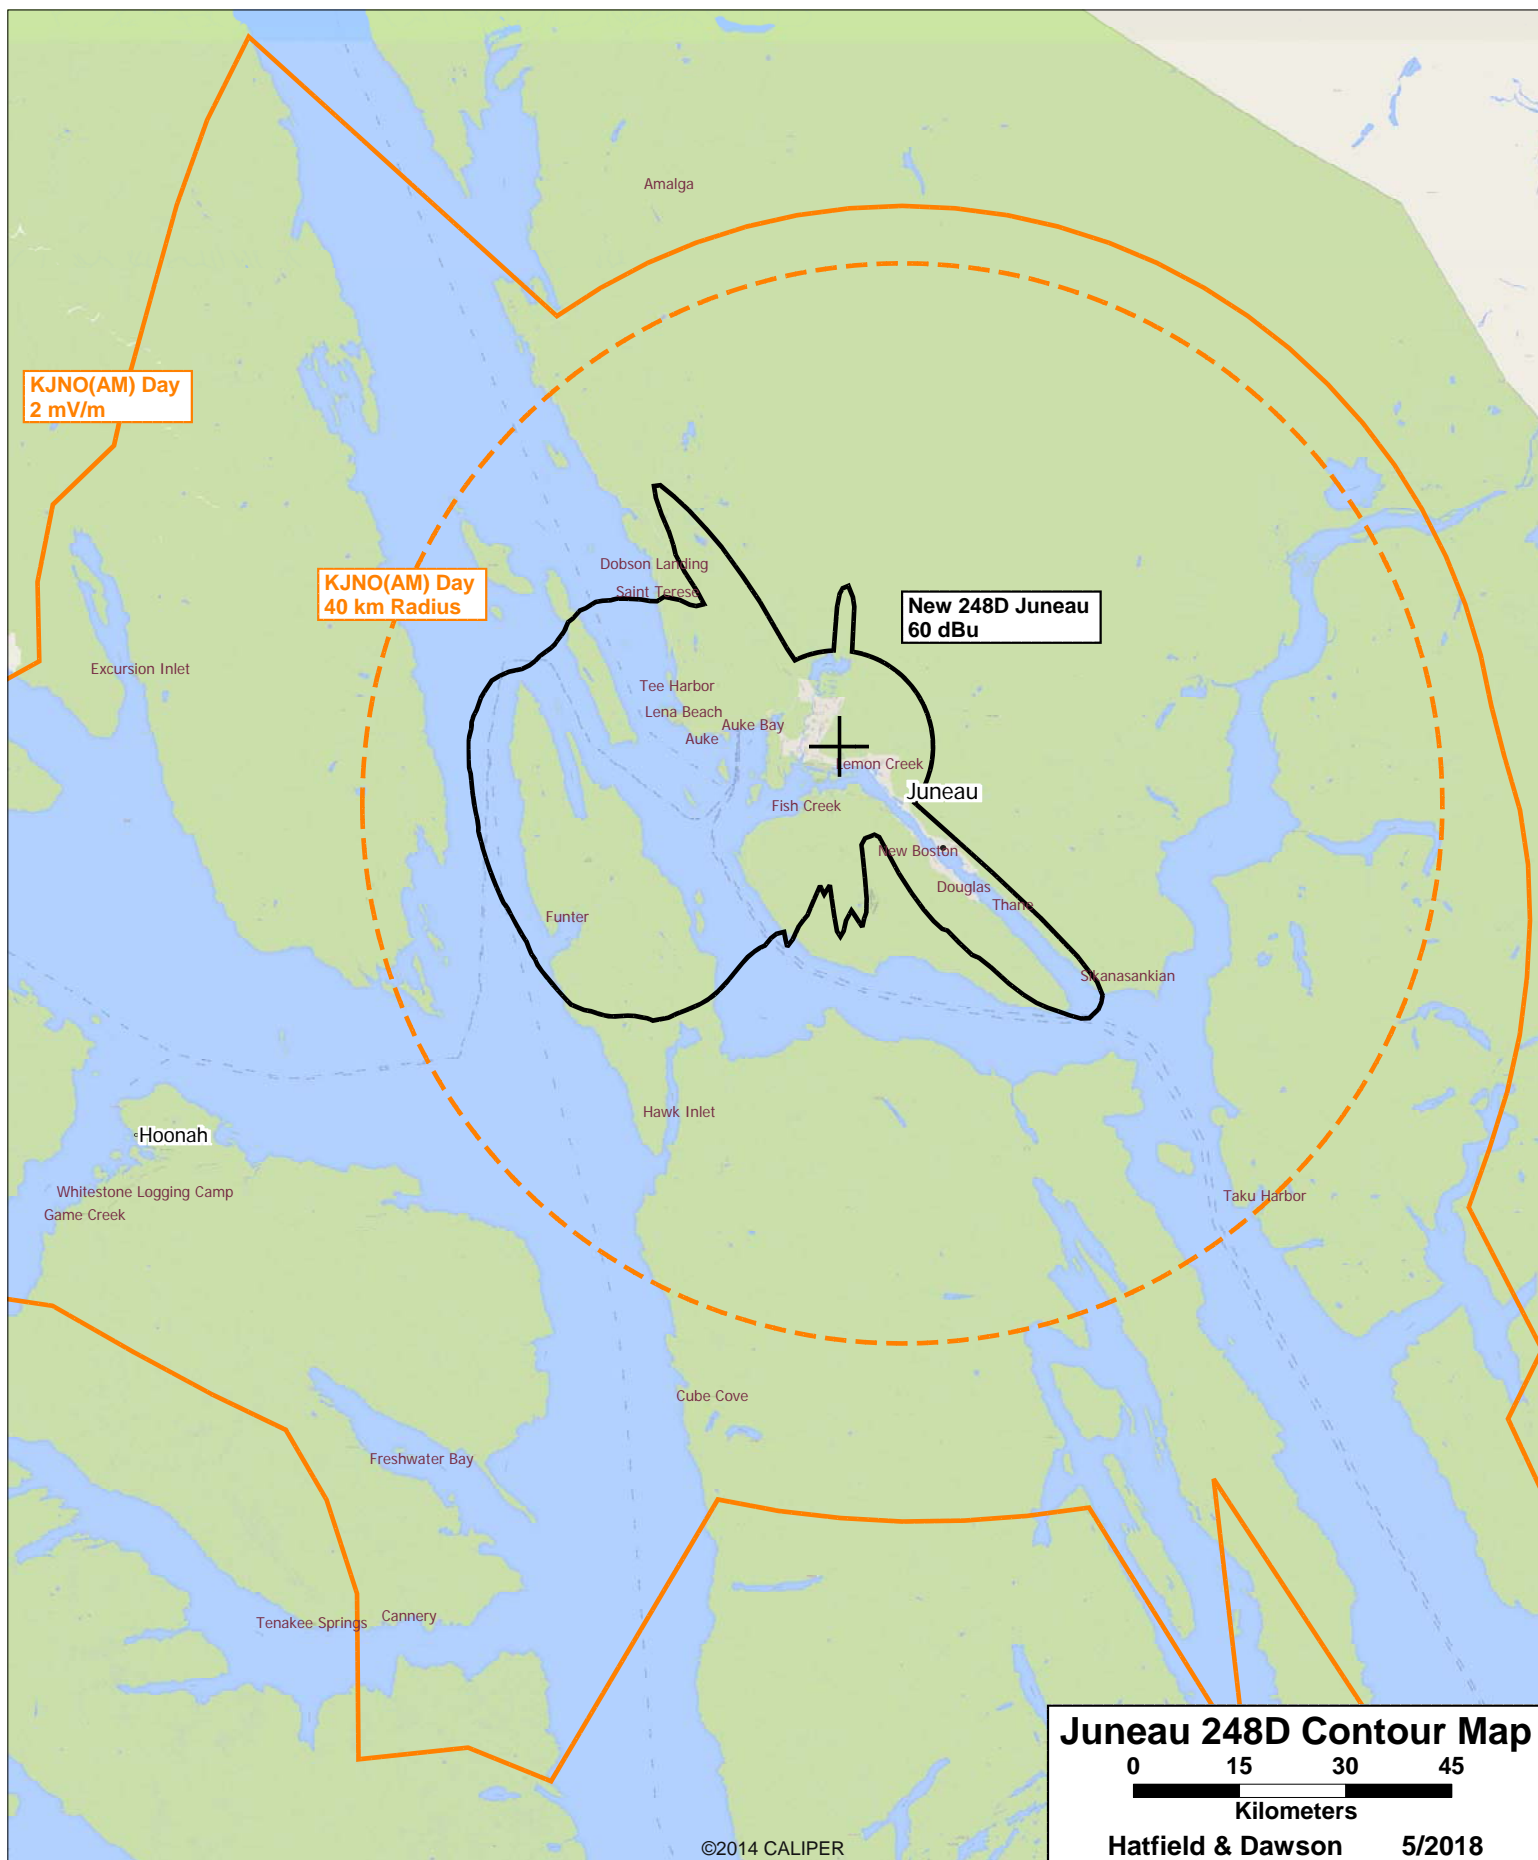 Amalga
KJNO(AM) Day
2 mV/m
Dobson Landing
KJNO(AM) Day
40 km Radius
Saint Terese
New 248D Juneau
60 dBu
Excursion Inlet
Tee Harbor
Lena Beach
Auke Bay
Auke
Lemon Creek
Juneau
Fish Creek
New Boston
Douglas
Thane
Funter
Sikanasankian
Hawk Inlet
Hoonah
Whitestone Logging Camp
Taku Harbor
Game Creek
Cube Cove
Freshwater Bay
Cannery
Tenakee Springs
Juneau 248D Contour Map
0 15 30 45
Kilometers
Hatfield & Dawson 5/2018
©2014 CALIPER